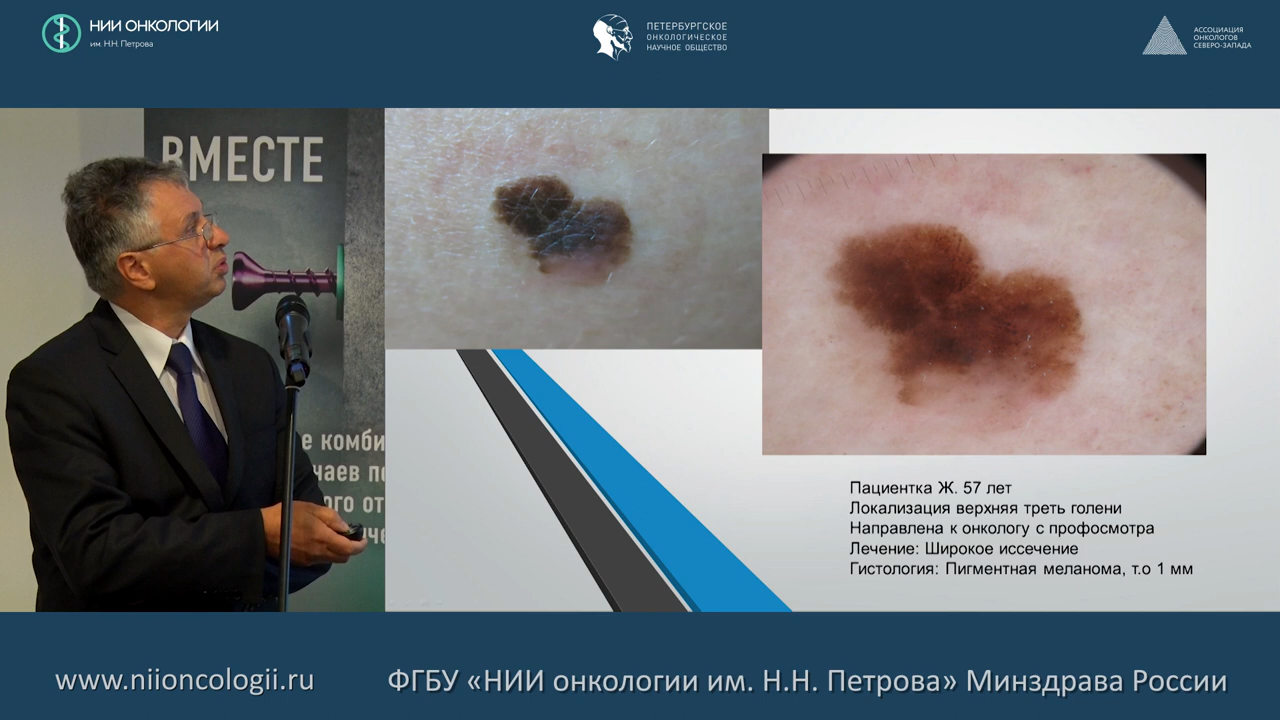 НИИ ОНКОЛОГИИ
им. Н.Н. Петрова
ПЕТЕРБУРГСКОЕ
ОНКОЛОГИЧЕСКОЕ
НАУЧНОЕ ОБЩЕСТВО
АССОЦИАЦИЯ
ОНКОЛОГОВ
СЕВЕРО-ЗАПАДА
ВМЕСТЕ
е комби
чаев по
ого от
Пациентка Ж. 57 лет
Локализация верхняя треть голени
Направлена к онкологу с профосмотра
Лечение: Широкое иссечение
Гистология: Пигментная меланома, т.о 1 мм
www.niioncologii.ru
ФГБУ «НИИ онкологии им. Н.Н. Петрова» Минздрава России